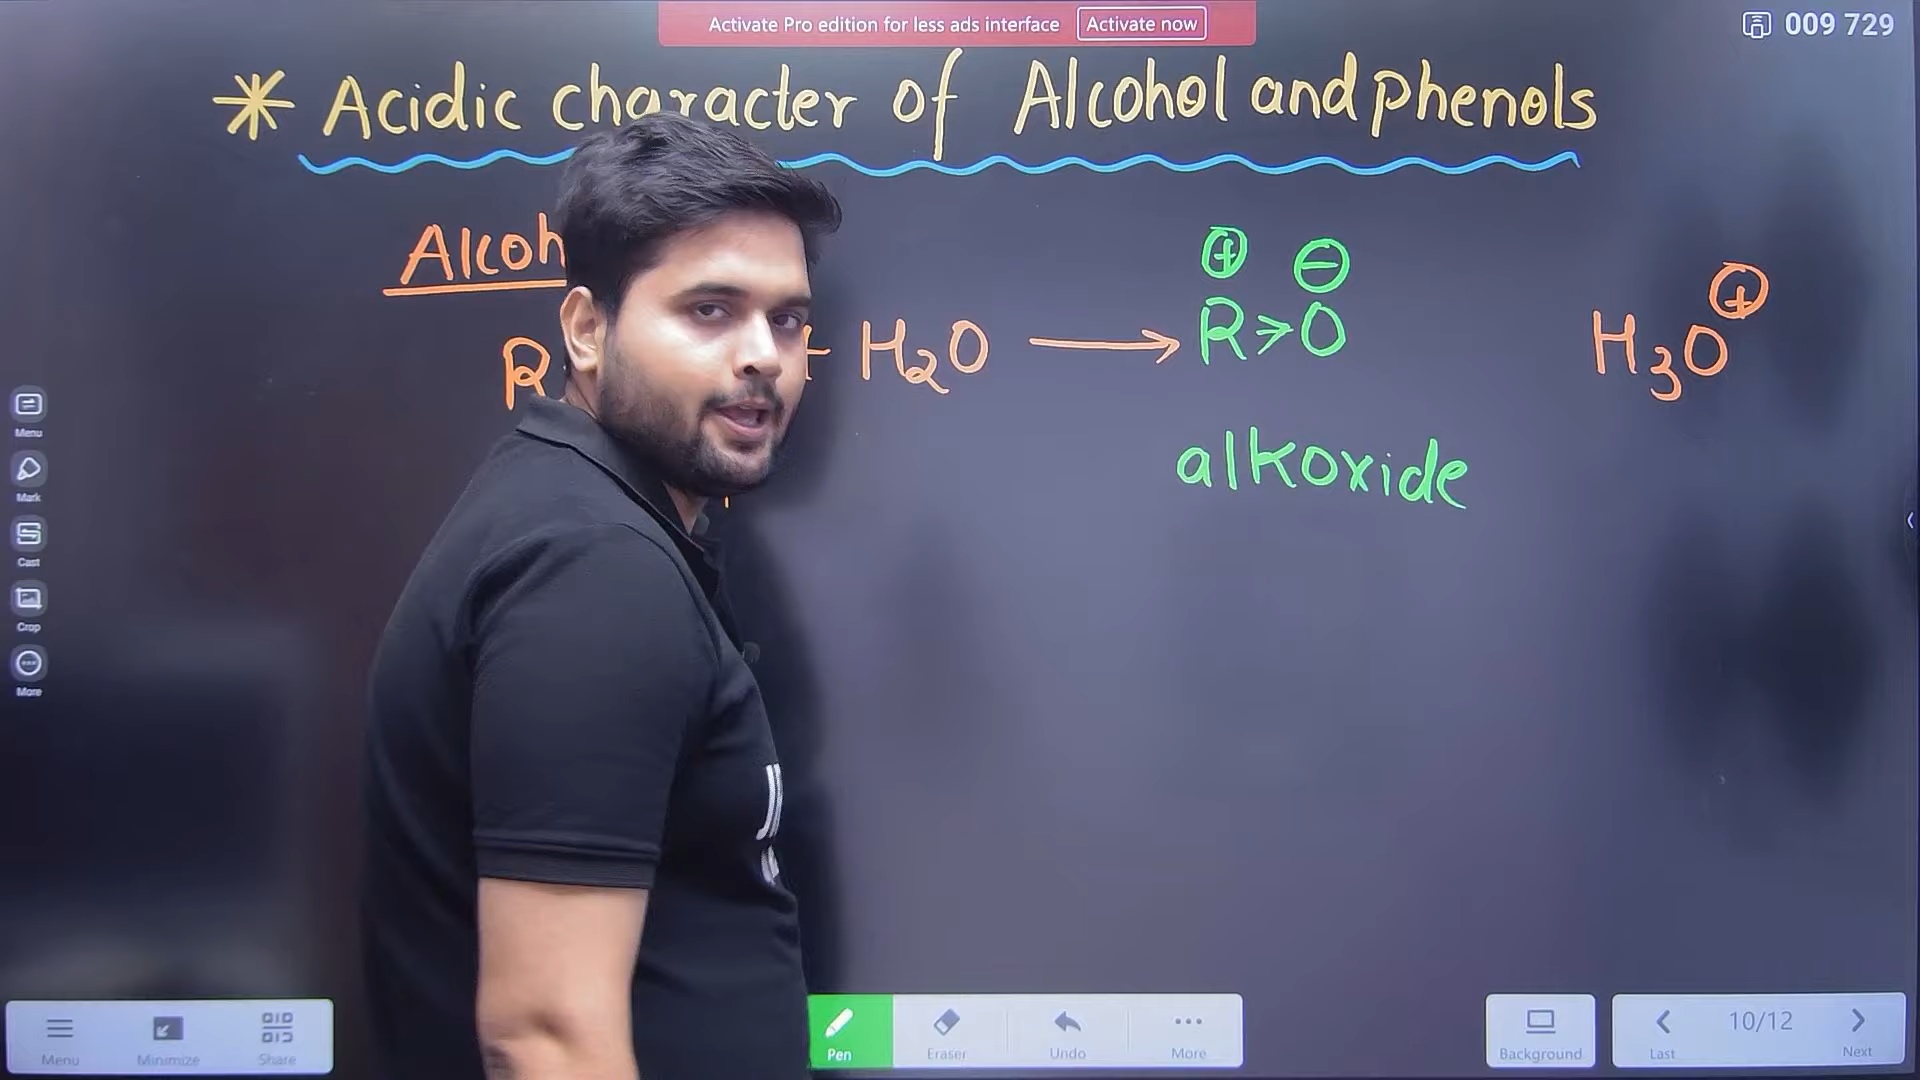 Activate Pro edition for less ads interface Activate now
009 729
* Acidic character of Alcohol and phenols
Alcoh
⊕ ⊖
R + H2O ⟶ R>O H3O⊕
alkoxide
Menu
Mark
Cast
Crop
More
Menu Minimize Share Pen Eraser Undo More Background Last 10/12 Next